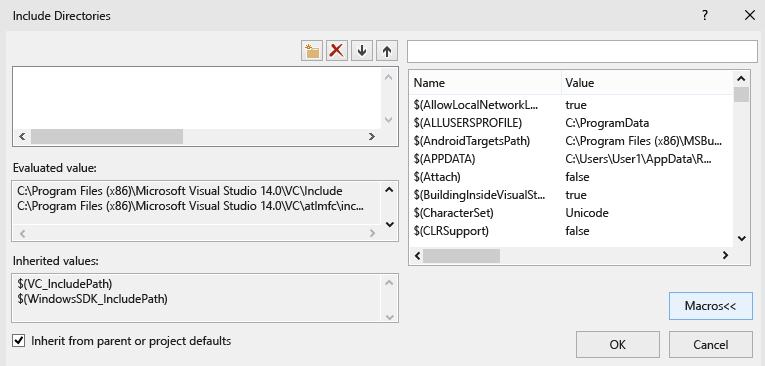 Include Directories
Evaluated value:
C:\Program Files (x86)\Microsoft Visual Studio 14.0\VC\Include
C:\Program Files (x86)\Microsoft Visual Studio 14.0\VC\atlmfc\inc...
Inherited values:
$(VC_IncludePath)
$(WindowsSDK_IncludePath)
Inherit from parent or project defaults
Name Value
$(AllowLocalNetworkL... true
$(ALLUSERSPROFILE) C:\ProgramData
$(AndroidTargetsPath) C:\Program Files (x86)\MSBu...
$(APPDATA) C:\Users\User1\AppData\R...
$(Attach) false
$(BuildingInsideVisualSt... true
$(CharacterSet) Unicode
$(CLRSupport) false
Macros<<
OK Cancel